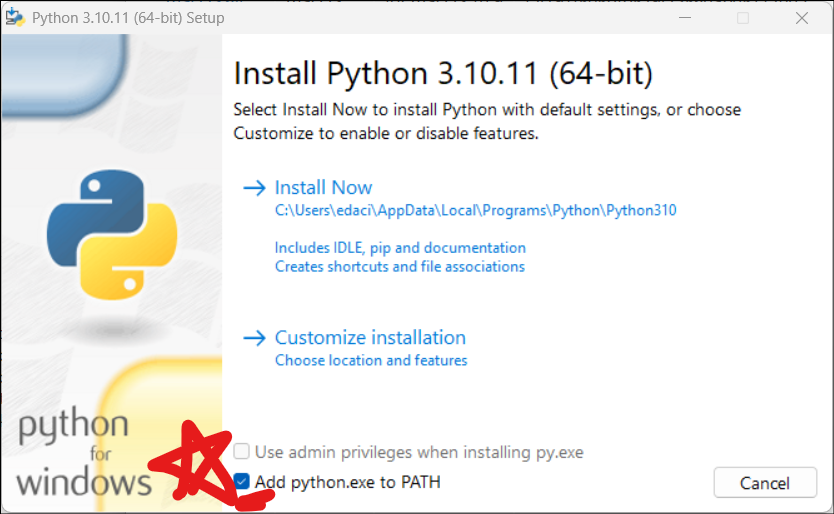 Python 3.10.11 (64-bit) Setup
Install Python 3.10.11 (64-bit)
Select Install Now to install Python with default settings, or choose
Customize to enable or disable features.
Install Now
C:\Users\edaci\AppData\Local\Programs\Python\Python310
Includes IDLE, pip and documentation
Creates shortcuts and file associations
Customize installation
Choose location and features
python
for
windows
Use admin privileges when installing py.exe
Add python.exe to PATH
Cancel